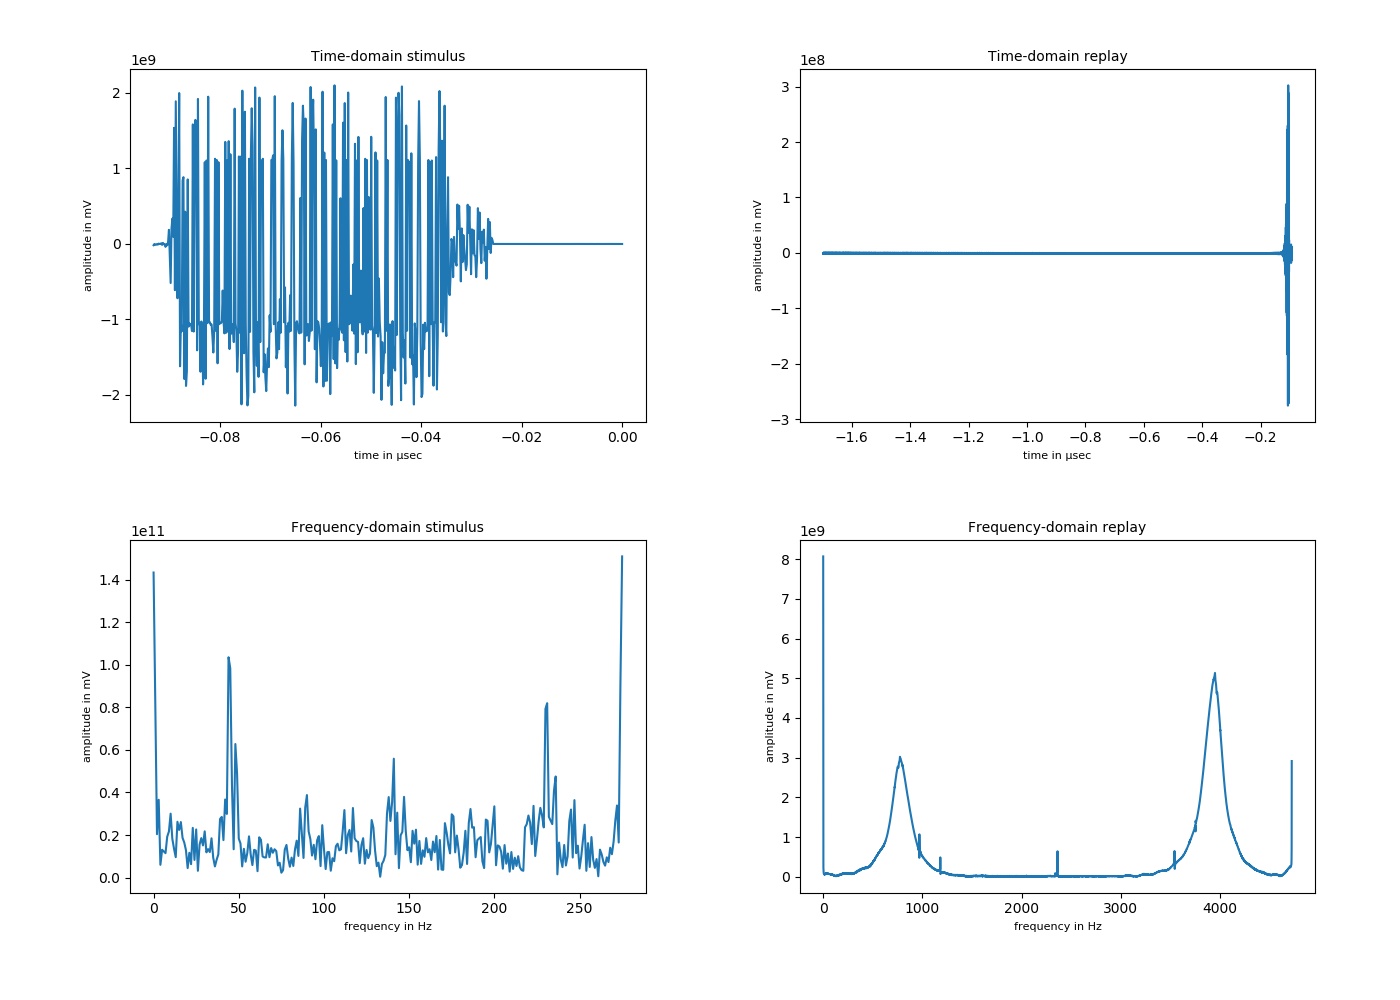 Time-domain stimulus
1e9
2
1
0
−1
−2
amplitude in mV
−0.08 −0.06 −0.04 −0.02 0.00
time in μsec
Time-domain replay
1e8
3
2
1
0
−1
−2
−3
amplitude in mV
−1.6 −1.4 −1.2 −1.0 −0.8 −0.6 −0.4 −0.2
time in μsec
Frequency-domain stimulus
1e11
1.4
1.2
1.0
0.8
0.6
0.4
0.2
0.0
amplitude in mV
0 50 100 150 200 250
frequency in Hz
Frequency-domain replay
1e9
8
7
6
5
4
3
2
1
0
amplitude in mV
0 1000 2000 3000 4000
frequency in Hz